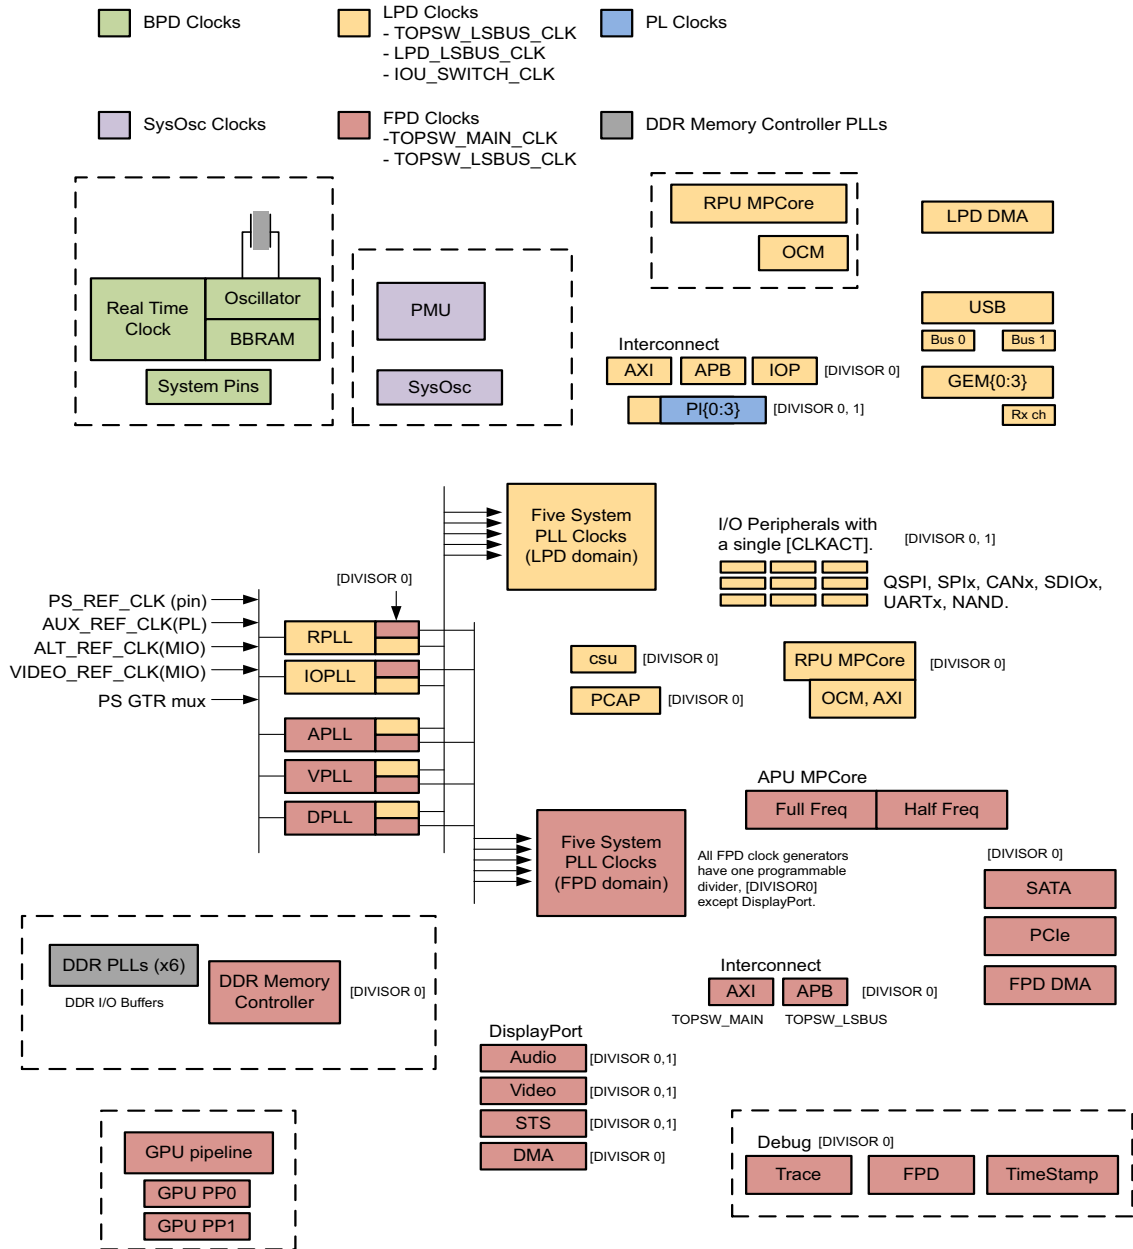 BPD Clocks
LPD Clocks
- TOPSW_LSBUS_CLK
- LPD_LSBUS_CLK
- IOU_SWITCH_CLK
PL Clocks
SysOsc Clocks
FPD Clocks
-TOPSW_MAIN_CLK
- TOPSW_LSBUS_CLK
DDR Memory Controller PLLs
Real Time
Clock
Oscillator
BBRAM
System Pins
PMU
SysOsc
RPU MPCore
OCM
LPD DMA
USB
Bus 0
Bus 1
GEM{0:3}
Rx ch
Interconnect
AXI
APB
IOP
[DIVISOR 0]
PI{0:3}
[DIVISOR 0, 1]
Five System
PLL Clocks
(LPD domain)
I/O Peripherals with
a single [CLKACT].
[DIVISOR 0, 1]
QSPI, SPIx, CANx, SDIOx,
UARTx, NAND.
[DIVISOR 0]
PS_REF_CLK (pin)
AUX_REF_CLK(PL)
ALT_REF_CLK(MIO)
VIDEO_REF_CLK(MIO)
PS GTR mux
RPLL
IOPLL
APLL
VPLL
DPLL
csu
[DIVISOR 0]
PCAP
[DIVISOR 0]
RPU MPCore
[DIVISOR 0]
OCM, AXI
APU MPCore
Full Freq
Half Freq
Five System
PLL Clocks
(FPD domain)
All FPD clock generators
have one programmable
divider, [DIVISOR0]
except DisplayPort.
[DIVISOR 0]
SATA
PCIe
FPD DMA
DDR PLLs (x6)
DDR I/O Buffers
DDR Memory
Controller
[DIVISOR 0]
Interconnect
AXI
APB
[DIVISOR 0]
TOPSW_MAIN
TOPSW_LSBUS
DisplayPort
Audio
[DIVISOR 0,1]
Video
[DIVISOR 0,1]
STS
[DIVISOR 0,1]
DMA
[DIVISOR 0]
GPU pipeline
GPU PP0
GPU PP1
Debug
[DIVISOR 0]
Trace
FPD
TimeStamp